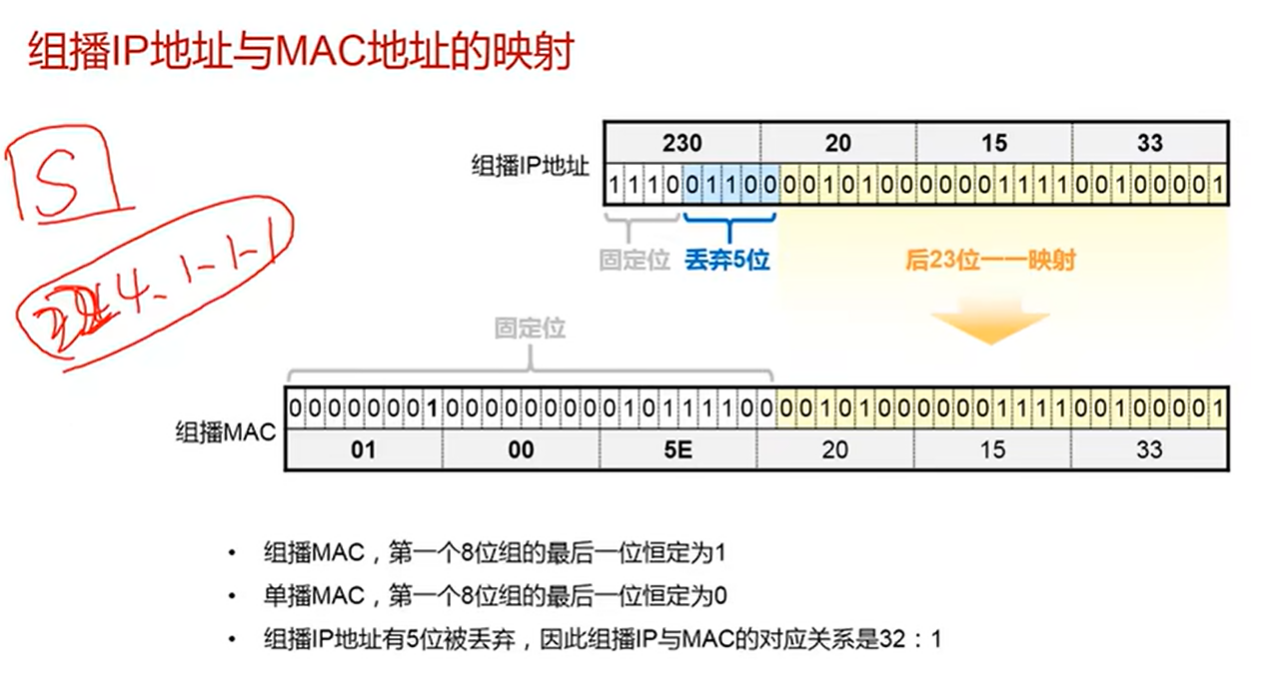 组播IP地址与MAC地址的映射
S
224.1.1.1
230 20 15 33
组播IP地址
1 1 1 0 0 1 1 0 0 0 0 1 0 1 0 0 0 0 0 0 1 1 1 1 0 0 1 0 0 0 0 1
固定位 丢弃5位 后23位一一映射
固定位
组播MAC
0 0 0 0 0 0 0 1 0 0 0 0 0 0 0 0 0 1 0 1 1 1 1 0 0 0 0 1 0 1 0 0 0 0 0 0 1 1 1 1 0 0 1 0 0 0 0 1
01 00 5E 20 15 33
• 组播MAC，第一个8位组的最后一位恒定为1
• 单播MAC，第一个8位组的最后一位恒定为0
• 组播IP地址有5位被丢弃，因此组播IP与MAC的对应关系是32：1